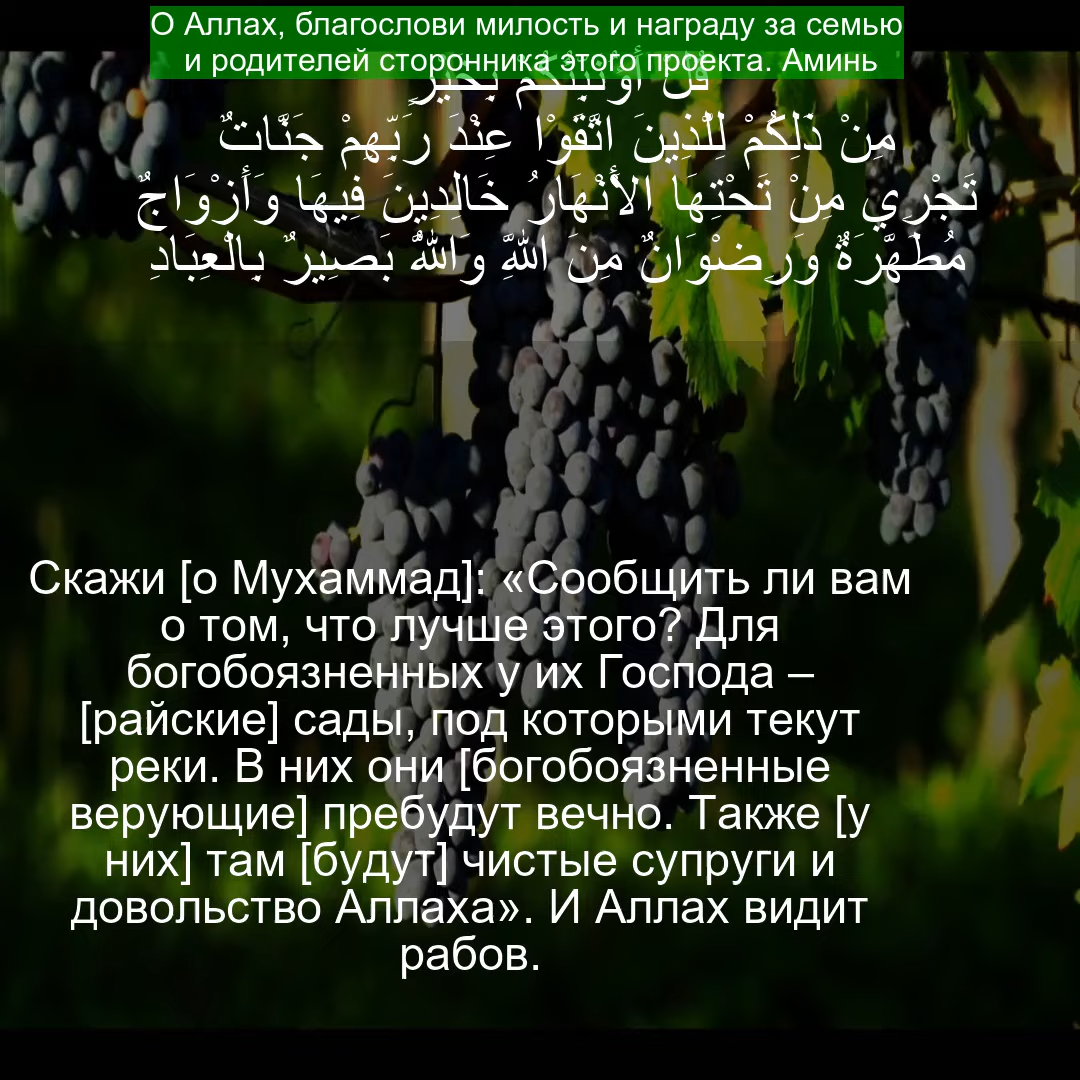 О Аллах, благослови милость и награду за семью
и родителей сторонника этого проекта. Аминь
قُلْ أَؤُنَبِّئُكُمْ بِخَيْرٍ
مِنْ ذَلِكُمْ لِلَّذِينَ اتَّقَوْا عِنْدَ رَبِّهِمْ جَنَّاتٌ
تَجْرِي مِنْ تَحْتِهَا الأَنْهَارُ خَالِدِينَ فِيهَا وَأَزْوَاجٌ
مُطَهَّرَةٌ وَرِضْوَانٌ مِنَ اللَّهِ وَاللَّهُ بَصِيرٌ بِالْعِبَادِ
Скажи [о Мухаммад]: «Сообщить ли вам
о том, что лучше этого? Для
богобоязненных у их Господа –
[райские] сады, под которыми текут
реки. В них они [богобоязненные
верующие] пребудут вечно. Также [у
них] там [будут] чистые супруги и
довольство Аллаха». И Аллах видит
рабов.